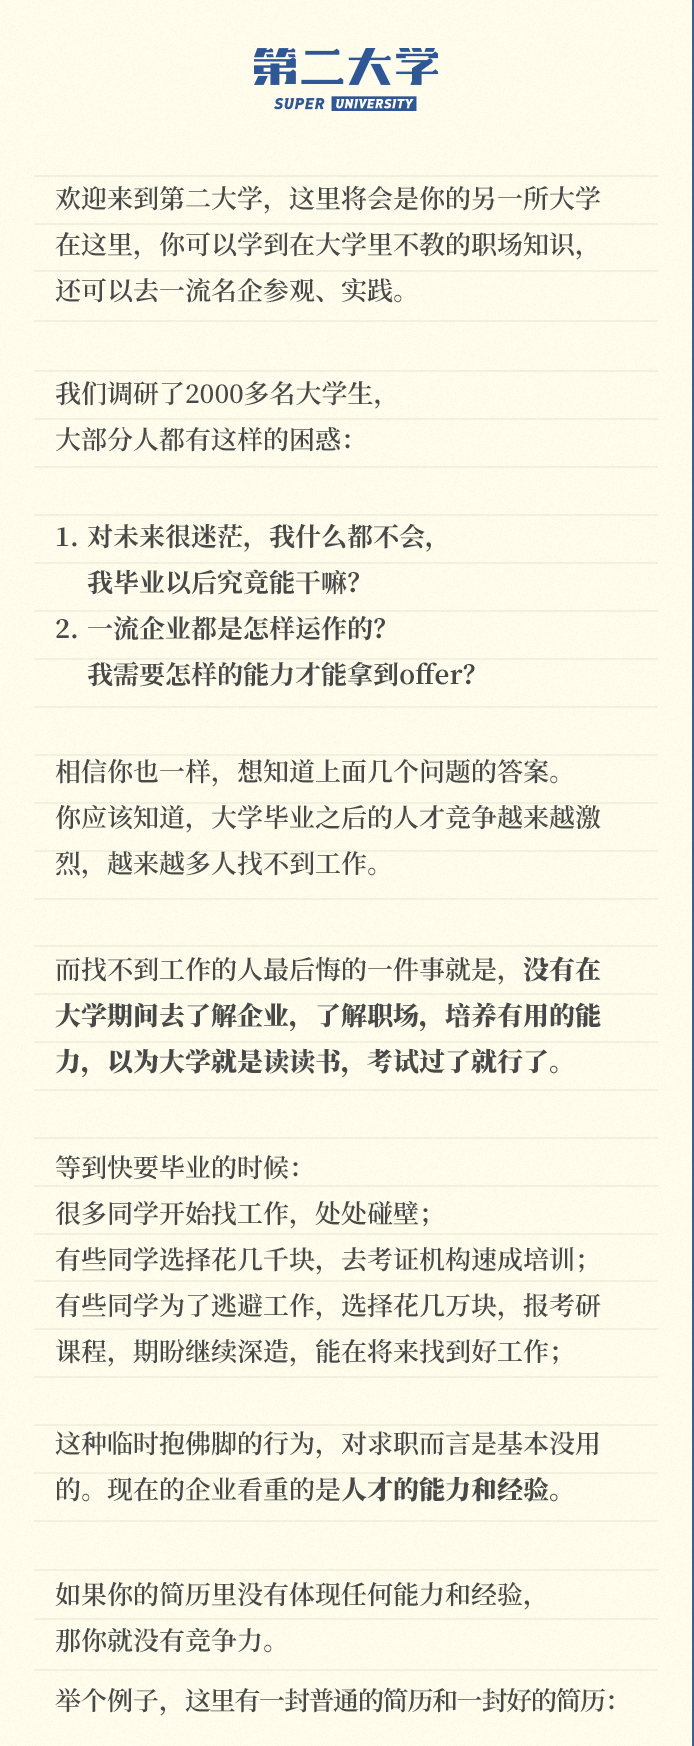 第二大学
SUPER UNIVERSITY
欢迎来到第二大学，这里将会是你的另一所大学
在这里，你可以学到在大学里不教的职场知识，
还可以去一流名企参观、实践。
我们调研了2000多名大学生，
大部分人都有这样的困惑：
1. 对未来很迷茫，我什么都不会，
我毕业以后究竟能干嘛？
2. 一流企业都是怎样运作的？
我需要怎样的能力才能拿到offer？
相信你也一样，想知道上面几个问题的答案。
你应该知道，大学毕业之后的人才竞争越来越激
烈，越来越多人找不到工作。
而找不到工作的人最后悔的一件事就是，没有在
大学期间去了解企业，了解职场，培养有用的能
力，以为大学就是读读书，考试过了就行了。
等到快要毕业的时候：
很多同学开始找工作，处处碰壁；
有些同学选择花几千块，去考证机构速成培训；
有些同学为了逃避工作，选择花几万块，报考研
课程，期盼继续深造，能在将来找到好工作；
这种临时抱佛脚的行为，对求职而言是基本没用
的。现在的企业看重的是人才的能力和经验。
如果你的简历里没有体现任何能力和经验，
那你就没有竞争力。
举个例子，这里有一封普通的简历和一封好的简历：